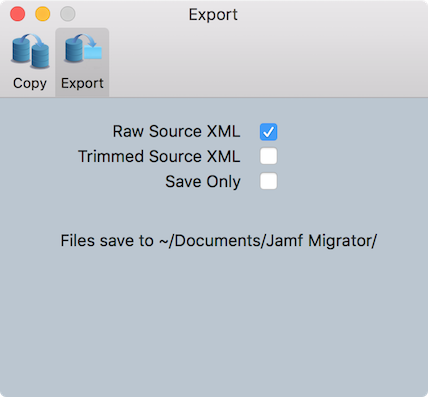 Export
Copy Export
Raw Source XML
Trimmed Source XML
Save Only
Files save to ~/Documents/Jamf Migrator/